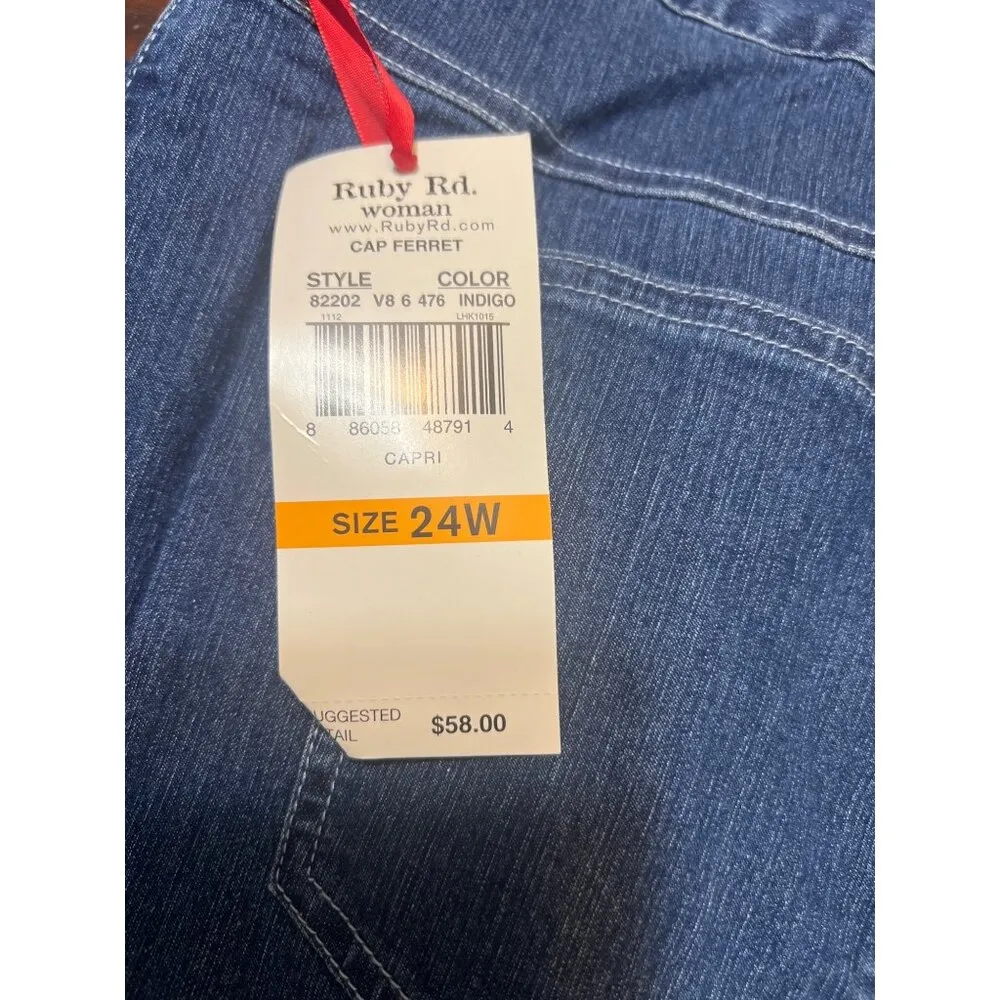 Ruby Rd.
woman
www.RubyRd.com
CAP FERRET
STYLE COLOR
82202 V8 6 476 INDIGO
1112 LHK1015
8 86058 48791 4
CAPRI
SIZE 24W
UGGESTED
TAIL $58.00